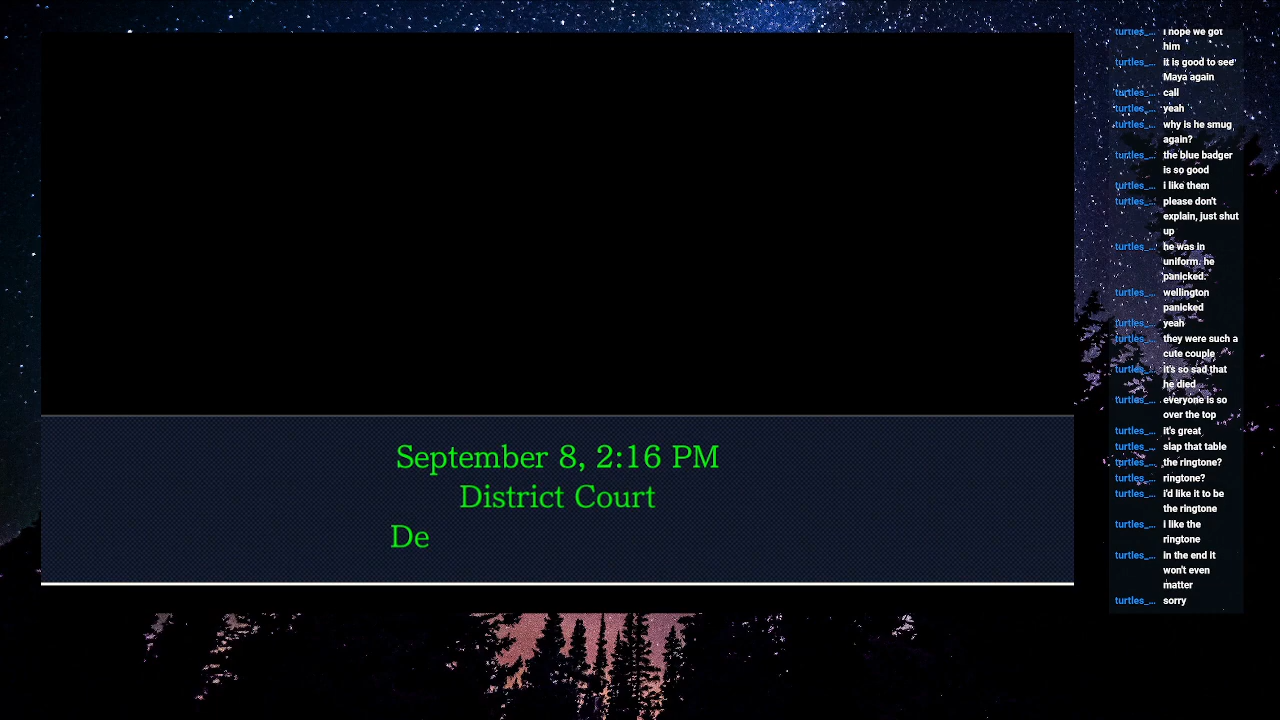 September 8, 2:16 PM
District Court
De
turtles_... i hope we got
him
turtles_... it is good to see
Maya again
turtles_... call
turtles_... yeah
turtles_... why is he smug
again?
turtles_... the blue badger
is so good
turtles_... i like them
turtles_... please don't
explain, just shut
up
turtles_... he was in
uniform. he
panicked.
turtles_... wellington
panicked
turtles_... yeah
turtles_... they were such a
cute couple
turtles_... it's so sad that
he died
turtles_... everyone is so
over the top
turtles_... it's great
turtles_... slap that table
turtles_... the ringtone?
turtles_... ringtone?
turtles_... i'd like it to be
the ringtone
turtles_... i like the
ringtone
turtles_... in the end it
won't even
matter
turtles_... sorry